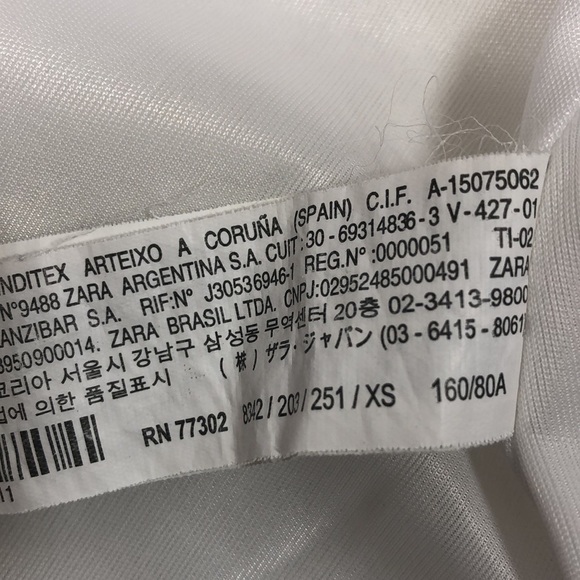 NDITEX ARTEIXO A CORUÑA (SPAIN) C.I.F. A-15075062
N°9488 ZARA ARGENTINA S.A. CUIT:30-69314836-3 V-427-01
ANZIBAR S.A. RIF:N° J30536946-1 REG.N°:0000051 TI-02
3950900014. ZARA BRASIL LTDA. CNPJ:02952485000491 ZARA
코리아 서울시 강남구 삼성동 무역센터 20층 02-3413-9800
법에 의한 품질표시 (株) ザラ・ジャパン (03-6415-8061)
RN 77302 8342 / 203 / 251 / XS 160/80A
11